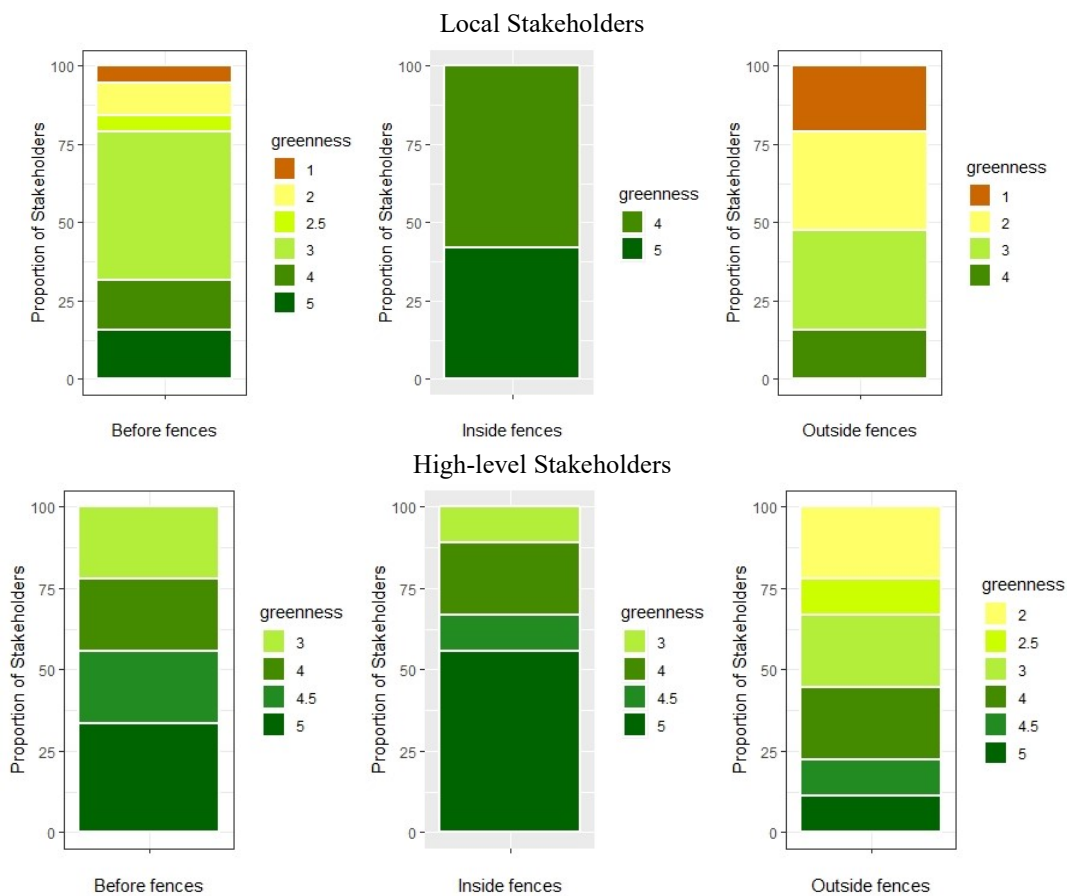 Local Stakeholders
Proportion of Stakeholders
100
75
50
25
0
Before fences
greenness
1
2
2.5
3
4
5
Proportion of Stakeholders
100
75
50
25
0
Inside fences
greenness
4
5
Proportion of Stakeholders
100
75
50
25
0
Outside fences
greenness
1
2
3
4
High-level Stakeholders
Proportion of Stakeholders
100
75
50
25
0
Before fences
greenness
3
4
4.5
5
Proportion of Stakeholders
100
75
50
25
0
Inside fences
greenness
3
4
4.5
5
Proportion of Stakeholders
100
75
50
25
0
Outside fences
greenness
2
2.5
3
4
4.5
5